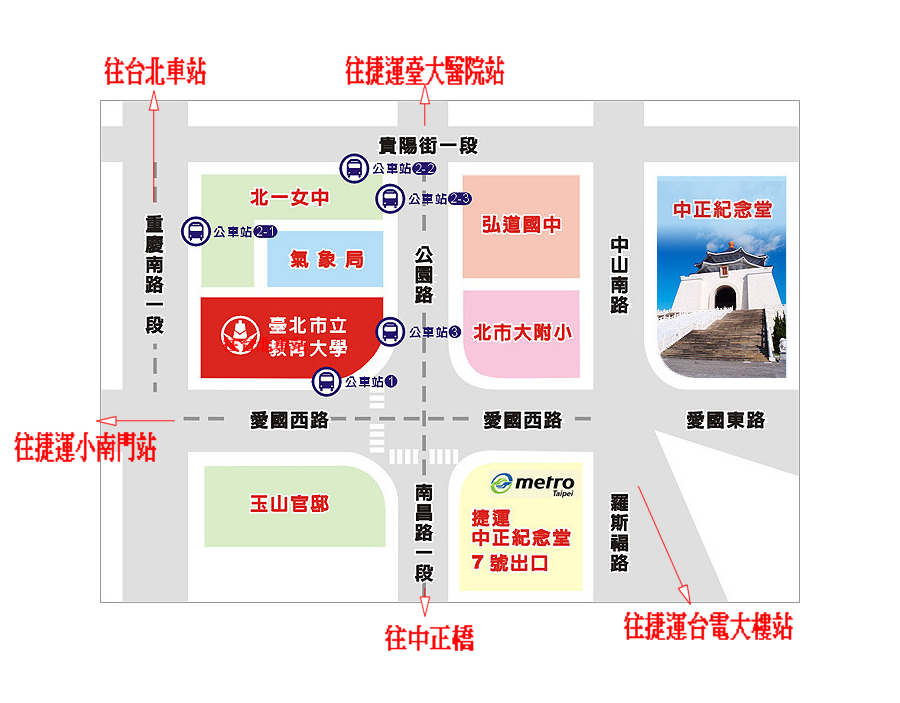 往台北車站
往捷運臺大醫院站
貴陽街一段
公車站2-2
北一女中
公車站2-3
中正紀念堂
弘道國中
公車站2-1
重慶南路一段
氣象局
公園路
中山南路
臺北市立
教育大學
公車站3
北市大附小
公車站1
愛國西路
愛國西路
愛國東路
往捷運小南門站
玉山官邸
南昌路一段
metro
Taipei
捷運
中正紀念堂
7號出口
羅斯福路
往中正橋
往捷運台電大樓站